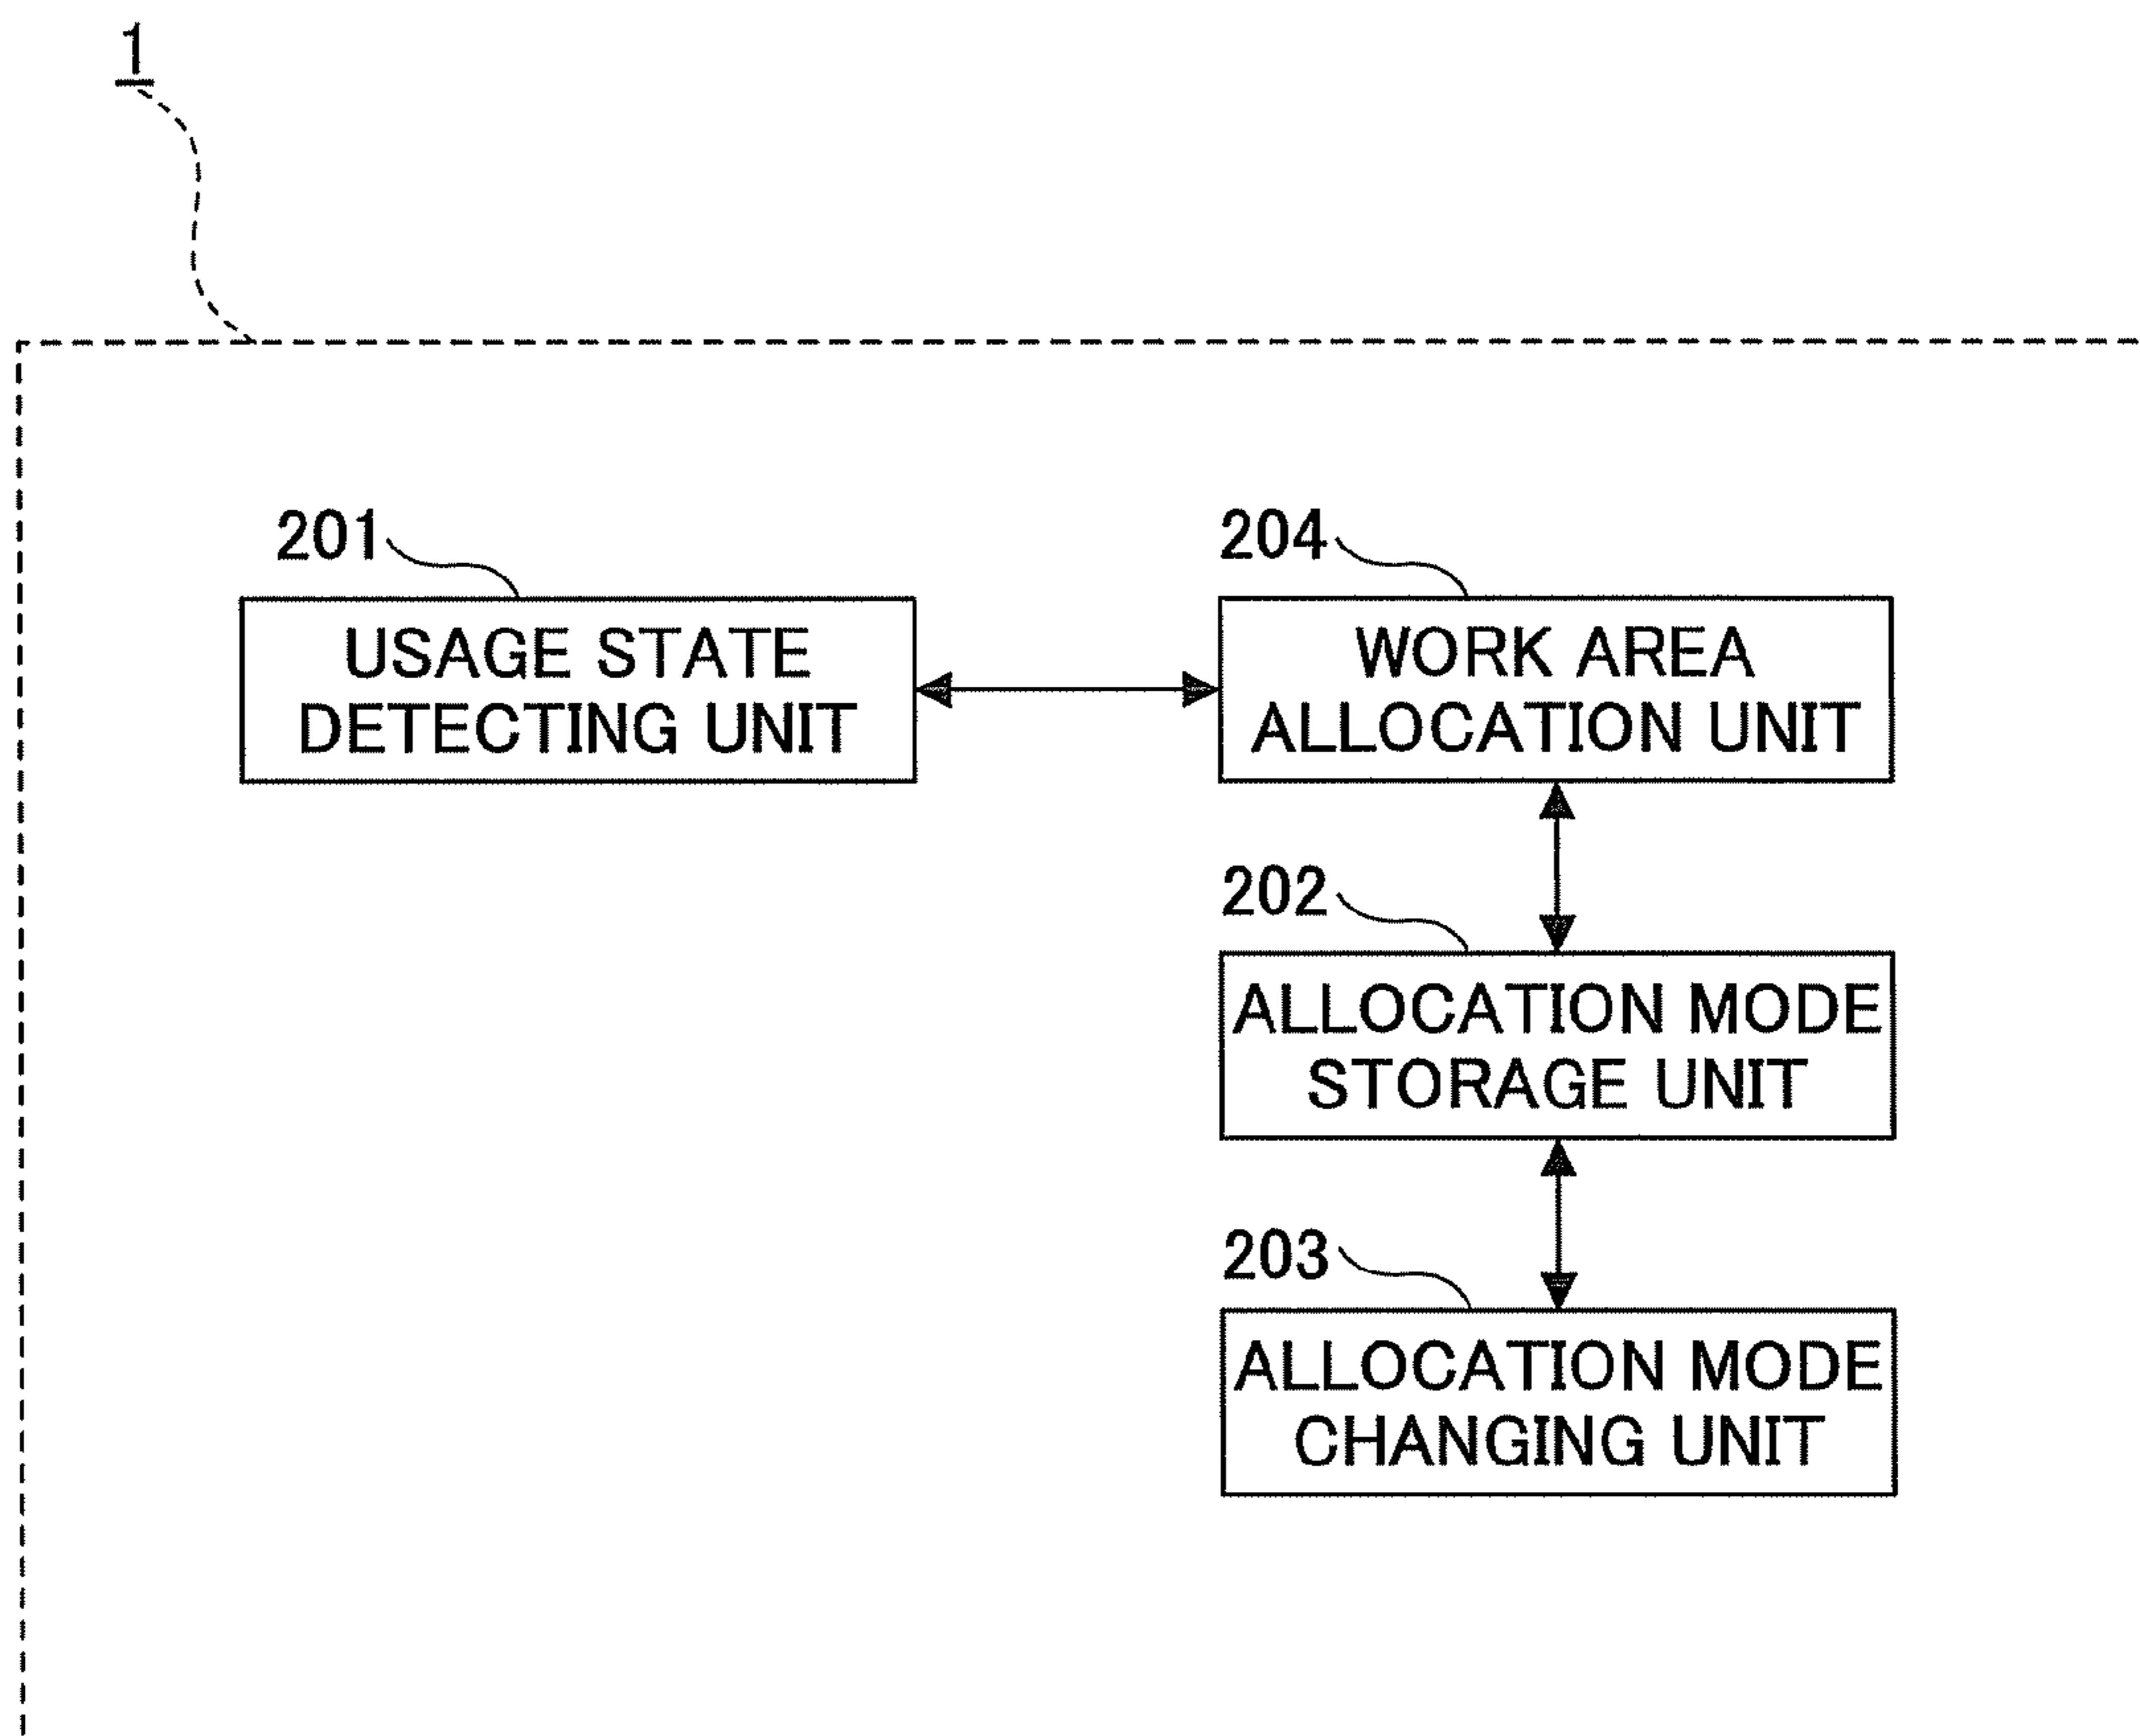 1
201
USAGE STATE
DETECTING UNIT
204
WORK AREA
ALLOCATION UNIT
202
ALLOCATION MODE
STORAGE UNIT
203
ALLOCATION MODE
CHANGING UNIT